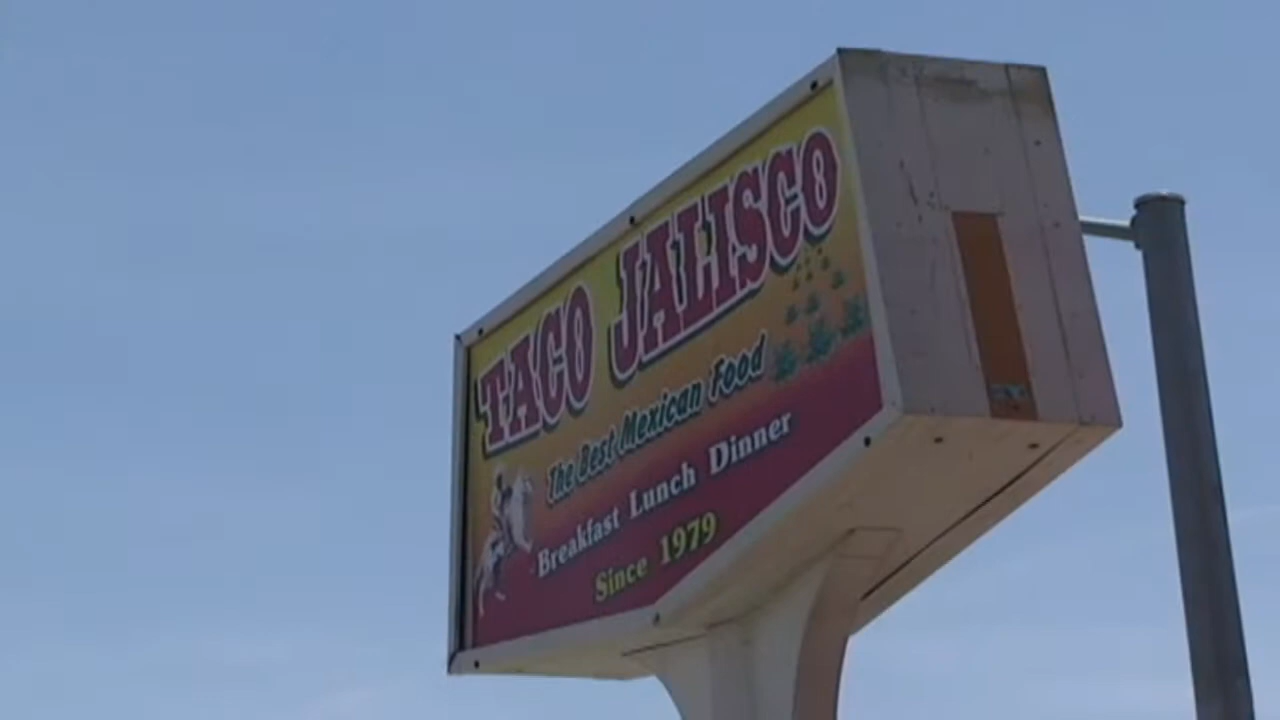 TACO JALISCO
The Best Mexican Food
Breakfast Lunch Dinner
Since 1979